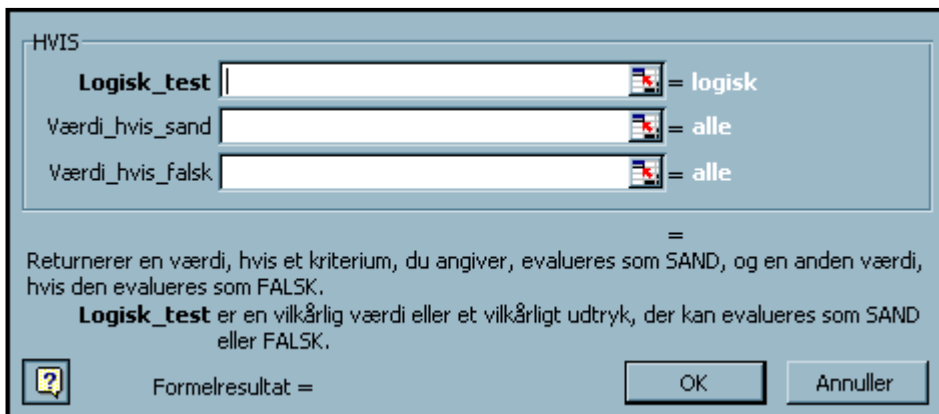 HVIS
Logisk_test = logisk
Værdi_hvis_sand = alle
Værdi_hvis_falsk = alle
=
Returnerer en værdi, hvis et kriterium, du angiver, evalueres som SAND, og en anden værdi,
hvis den evalueres som FALSK.
Logisk_test er en vilkårlig værdi eller et vilkårligt udtryk, der kan evalueres som SAND
eller FALSK.
? Formelresultat = OK Annuller